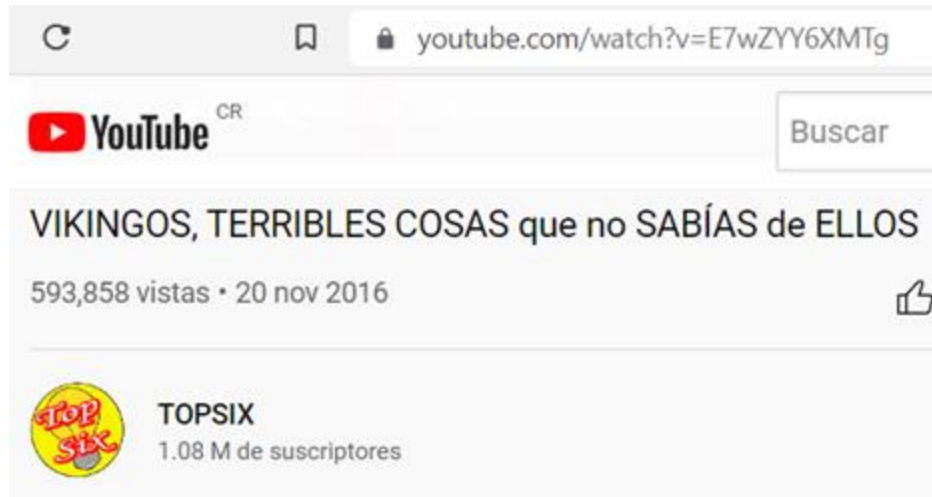 youtube.com/watch?v=E7wZYY6XMTg
YouTube CR
Buscar
VIKINGOS, TERRIBLES COSAS que no SABÍAS de ELLOS
593,858 vistas • 20 nov 2016
Top
Six
TOPSIX
1.08 M de suscriptores